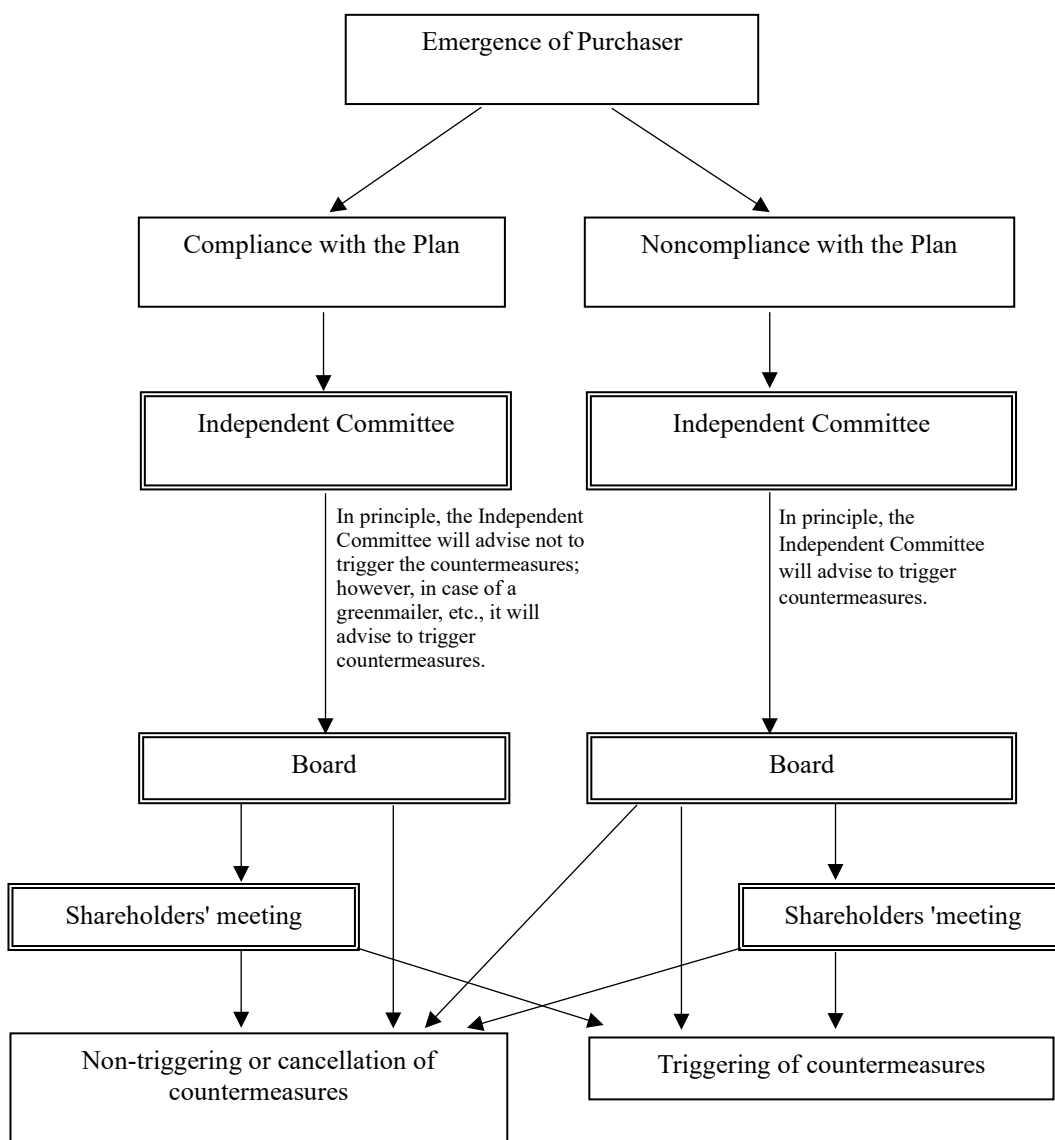 Emergence of Purchaser
Compliance with the Plan
Noncompliance with the Plan
Independent Committee
Independent Committee
In principle, the Independent
Committee will advise not to
trigger the countermeasures;
however, in case of a
greenmailer, etc., it will
advise to trigger
countermeasures.
In principle, the
Independent Committee
will advise to trigger
countermeasures.
Board
Board
Shareholders' meeting
Shareholders 'meeting
Non-triggering or cancellation of
countermeasures
Triggering of countermeasures